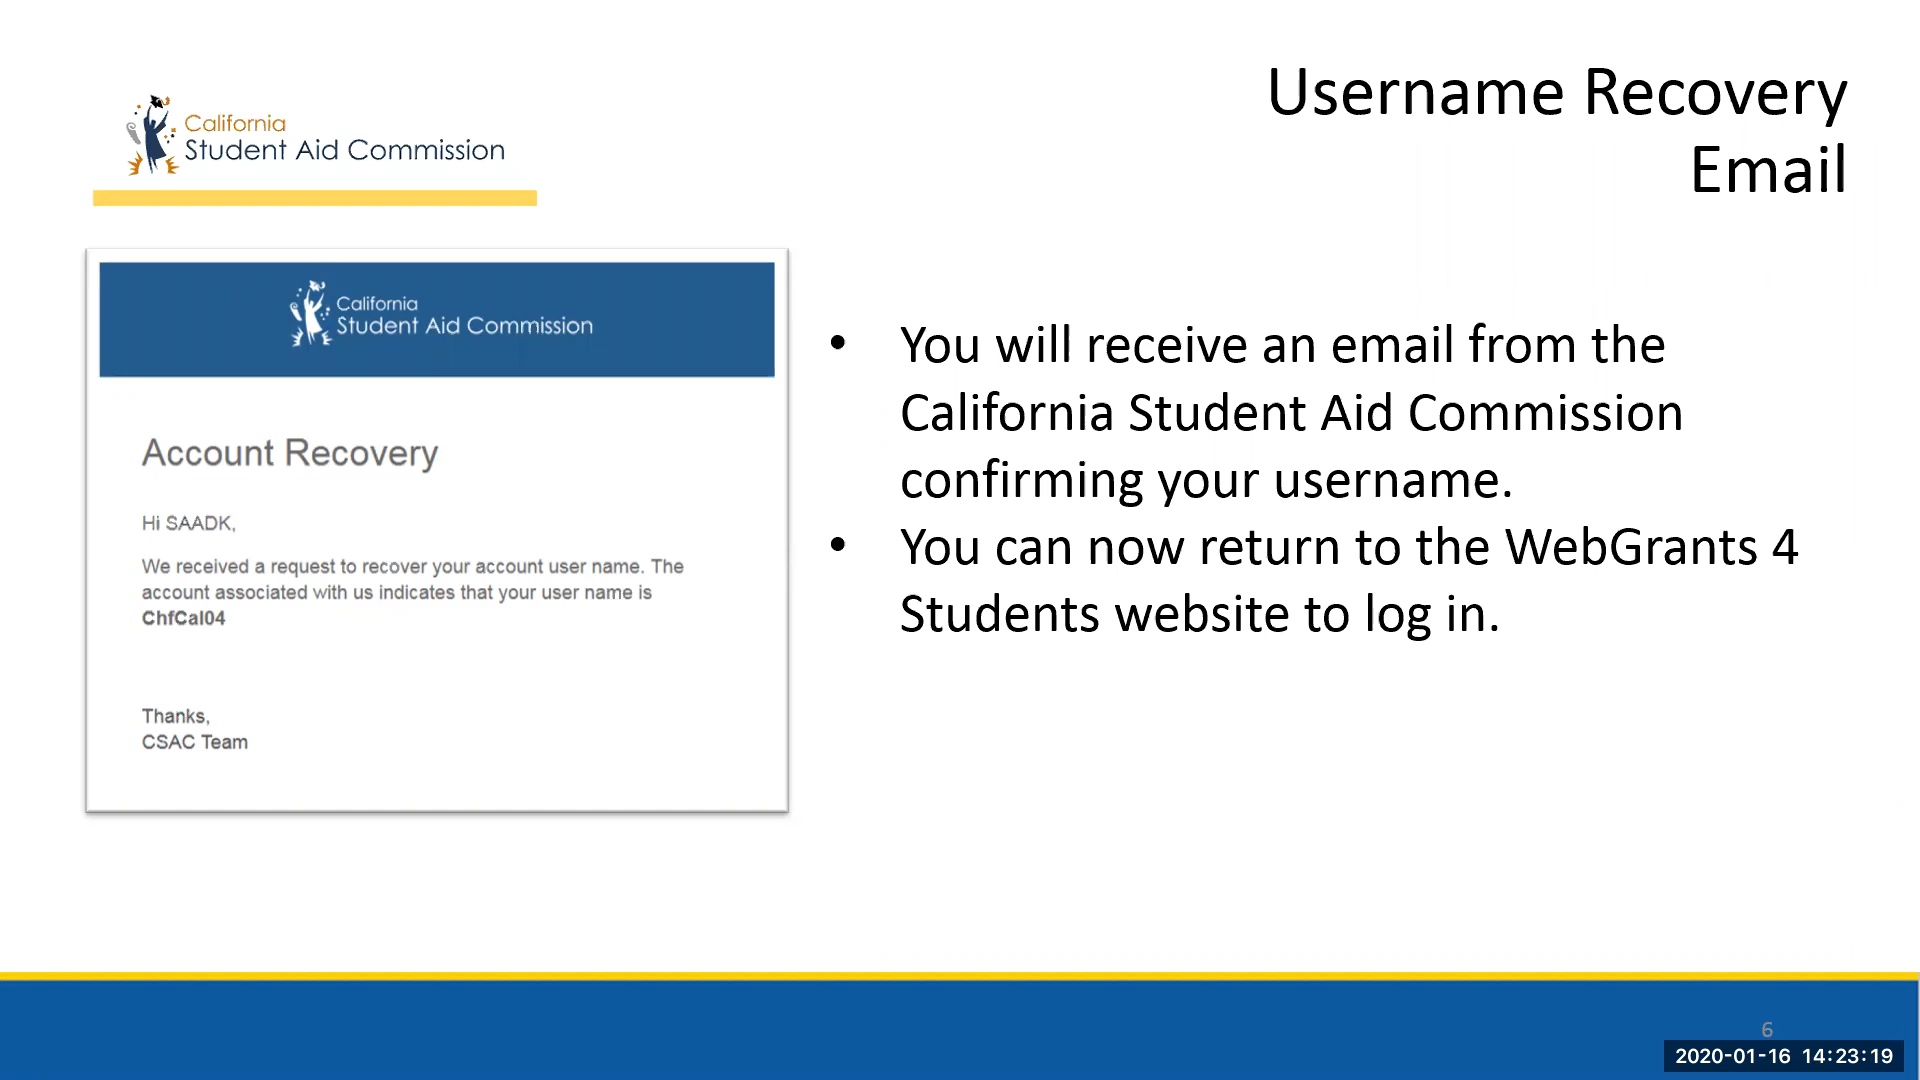 California
Student Aid Commission
Username Recovery
Email
California
Student Aid Commission
Account Recovery
Hi SAADK,
We received a request to recover your account user name. The
account associated with us indicates that your user name is
ChfCal04
Thanks,
CSAC Team
• You will receive an email from the
California Student Aid Commission
confirming your username.
• You can now return to the WebGrants 4
Students website to log in.
6
2020-01-16 14:23:19